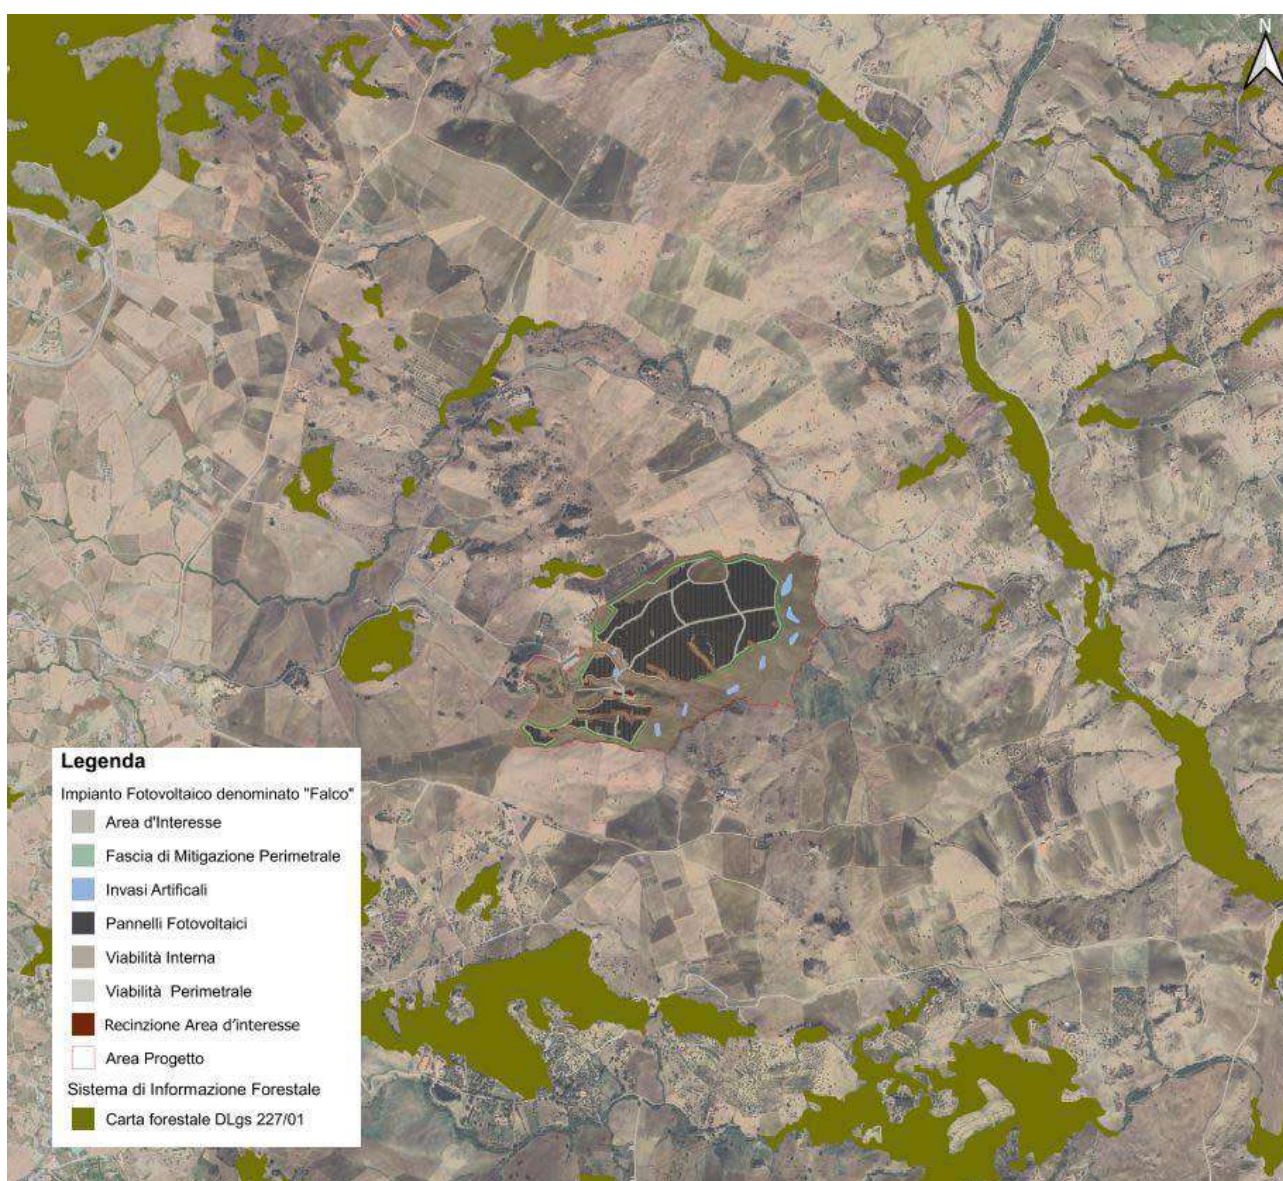 N
Legenda
Impianto Fotovoltaico denominato "Falco"
Area d'Interesse
Fascia di Mitigazione Perimetrale
Invasi Artificali
Pannelli Fotovoltaici
Viabilità Interna
Viabilità Perimetrale
Recinzione Area d'interesse
Area Progetto
Sistema di Informazione Forestale
Carta forestale DLgs 227/01